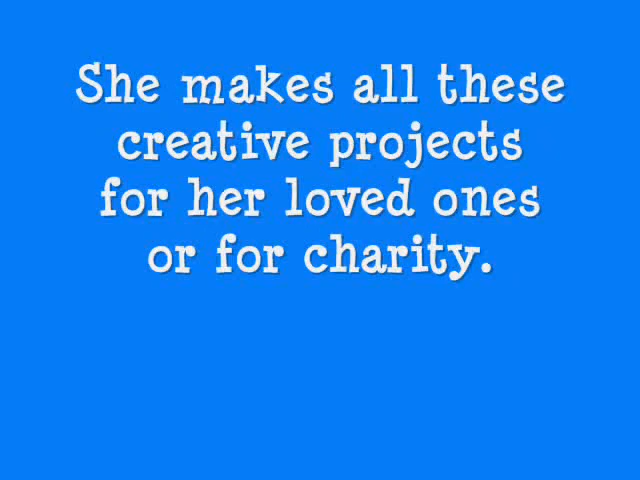 She makes all these
creative projects
for her loved ones
or for charity.